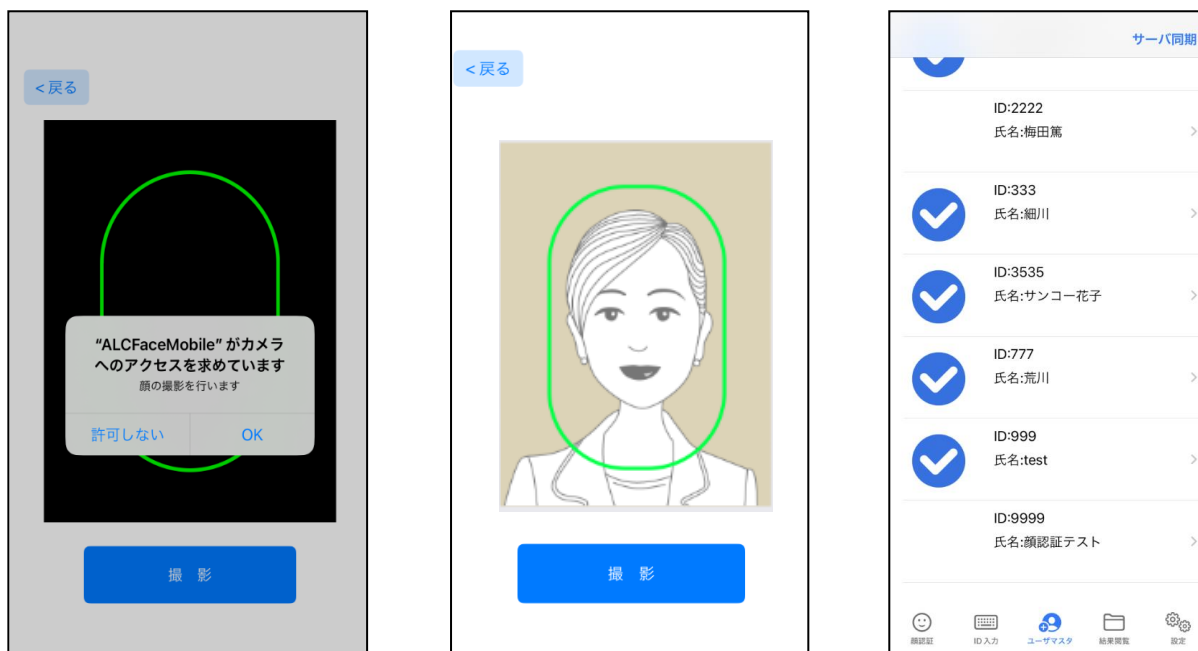 <戻る
“ALCFaceMobile”がカメラ
へのアクセスを求めています
顔の撮影を行います
許可しない
OK
撮 影
<戻る
撮 影
サーバ同期
ID:2222
氏名:梅田篤
ID:333
氏名:細川
ID:3535
氏名:サンコー花子
ID:777
氏名:荒川
ID:999
氏名:test
ID:9999
氏名:顔認証テスト
顔認証
ID入力
ユーザマスタ
結果閲覧
設定